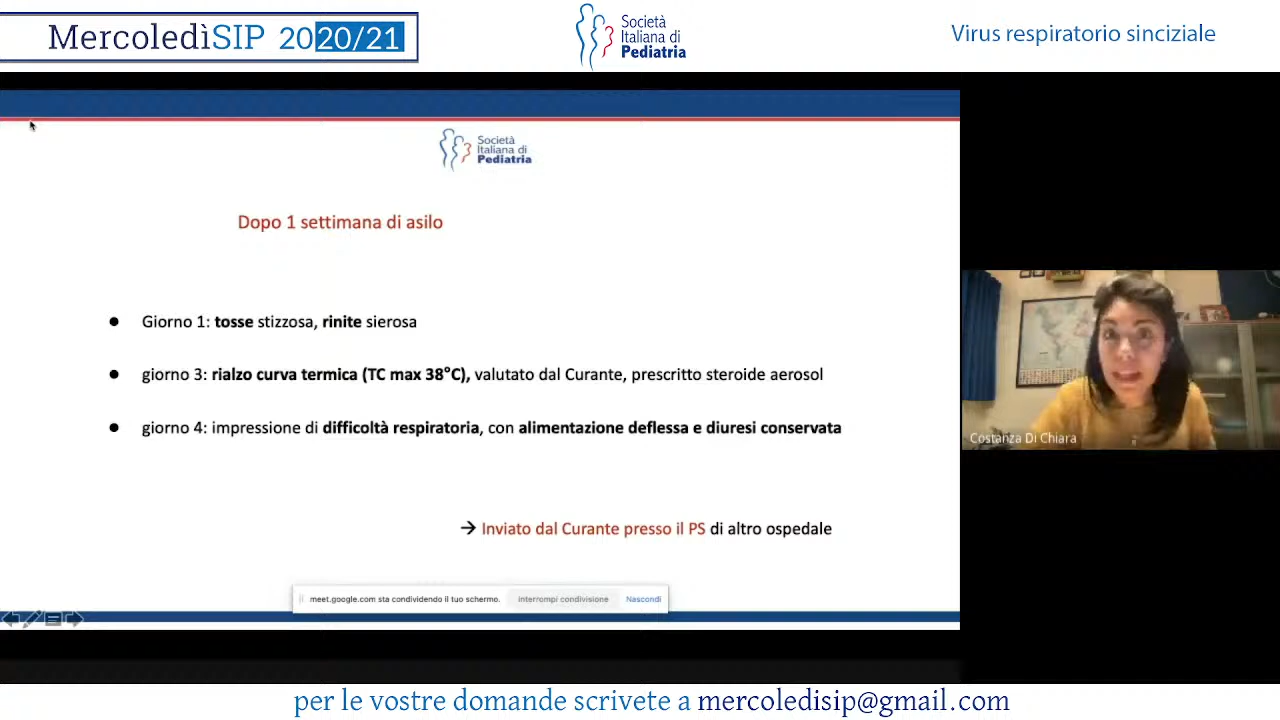 MercoledìSIP 2020/21
Società
Italiana di
Pediatria
Virus respiratorio sinciziale
Società
Italiana di
Pediatria
Dopo 1 settimana di asilo
● Giorno 1: tosse stizzosa, rinite sierosa
● giorno 3: rialzo curva termica (TC max 38°C), valutato dal Curante, prescritto steroide aerosol
● giorno 4: impressione di difficoltà respiratoria, con alimentazione deflessa e diuresi conservata
→ Inviato dal Curante presso il PS di altro ospedale
Costanza Di Chiara
meet.google.com sta condividendo il tuo schermo. Interrompi condivisione Nascondi
per le vostre domande scrivete a mercoledisip@gmail.com